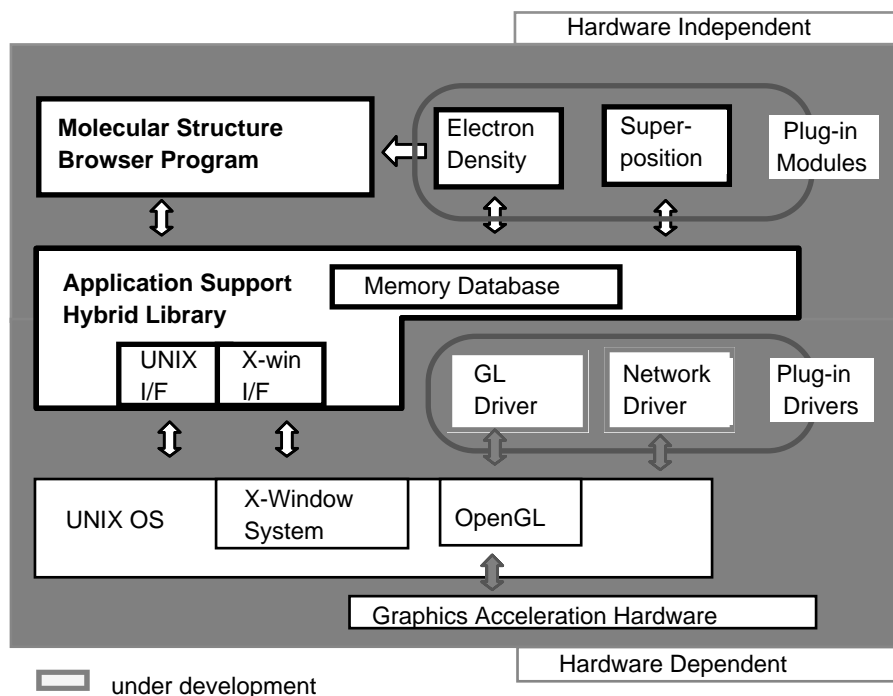 Hardware Independent
Molecular Structure
Browser Program
Electron
Density
Super-
position
Plug-in
Modules
Application Support
Hybrid Library
Memory Database
UNIX
I/F
X-win
I/F
GL
Driver
Network
Driver
Plug-in
Drivers
UNIX OS
X-Window
System
OpenGL
Graphics Acceleration Hardware
Hardware Dependent
under development